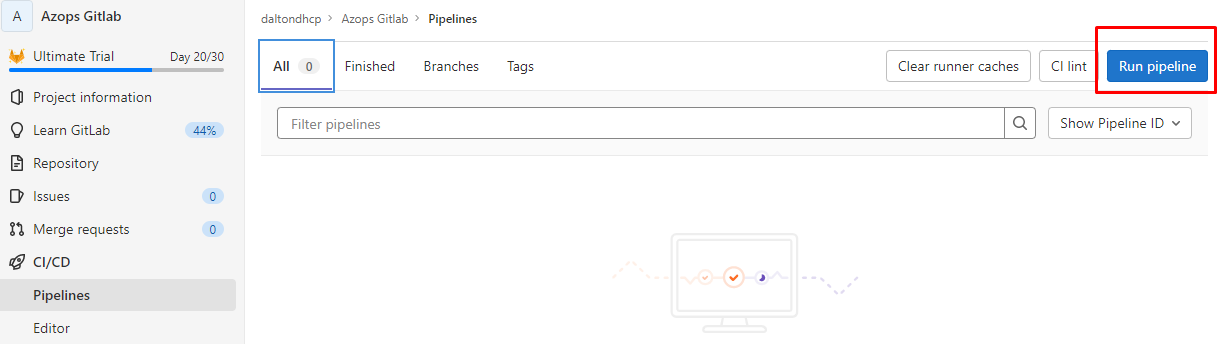 A Azops Gitlab
Ultimate Trial Day 20/30
Project information
Learn GitLab 44%
Repository
Issues 0
Merge requests 0
CI/CD
Pipelines
Editor
daltondhcp > Azops Gitlab > Pipelines
All 0 Finished Branches Tags Clear runner caches CI lint Run pipeline
Filter pipelines Show Pipeline ID